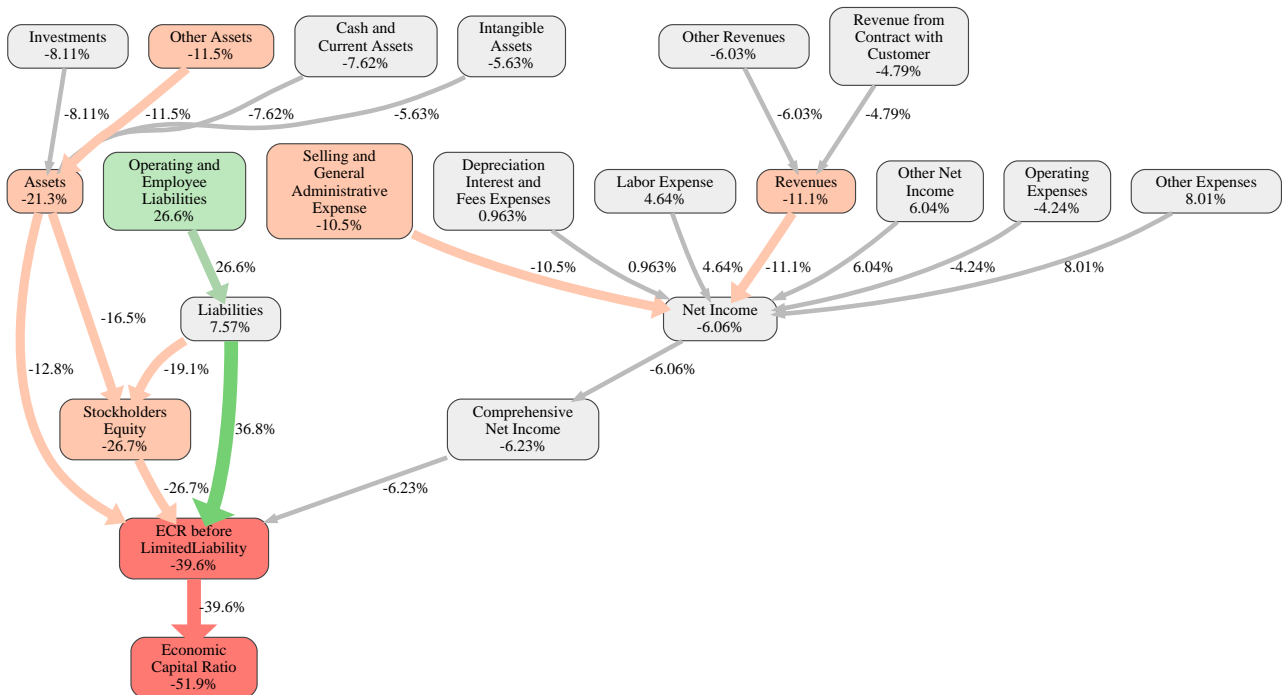 Investments
-8.11%
Other Assets
-11.5%
Cash and
Current Assets
-7.62%
Intangible
Assets
-5.63%
Other Revenues
-6.03%
Revenue from
Contract with
Customer
-4.79%
-8.11%
-11.5%
-7.62%
-5.63%
-6.03%
-4.79%
Assets
-21.3%
Operating and
Employee
Liabilities
26.6%
Selling and
General
Administrative
Expense
-10.5%
Depreciation
Interest and
Fees Expenses
0.963%
Labor Expense
4.64%
Revenues
-11.1%
Other Net
Income
6.04%
Operating
Expenses
-4.24%
Other Expenses
8.01%
26.6%
-10.5%
0.963%
4.64%
-11.1%
6.04%
-4.24%
8.01%
Liabilities
7.57%
Net Income
-6.06%
-16.5%
-12.8%
-19.1%
-6.06%
Stockholders
Equity
-26.7%
36.8%
Comprehensive
Net Income
-6.23%
-26.7%
-6.23%
ECR before
LimitedLiability
-39.6%
-39.6%
Economic
Capital Ratio
-51.9%